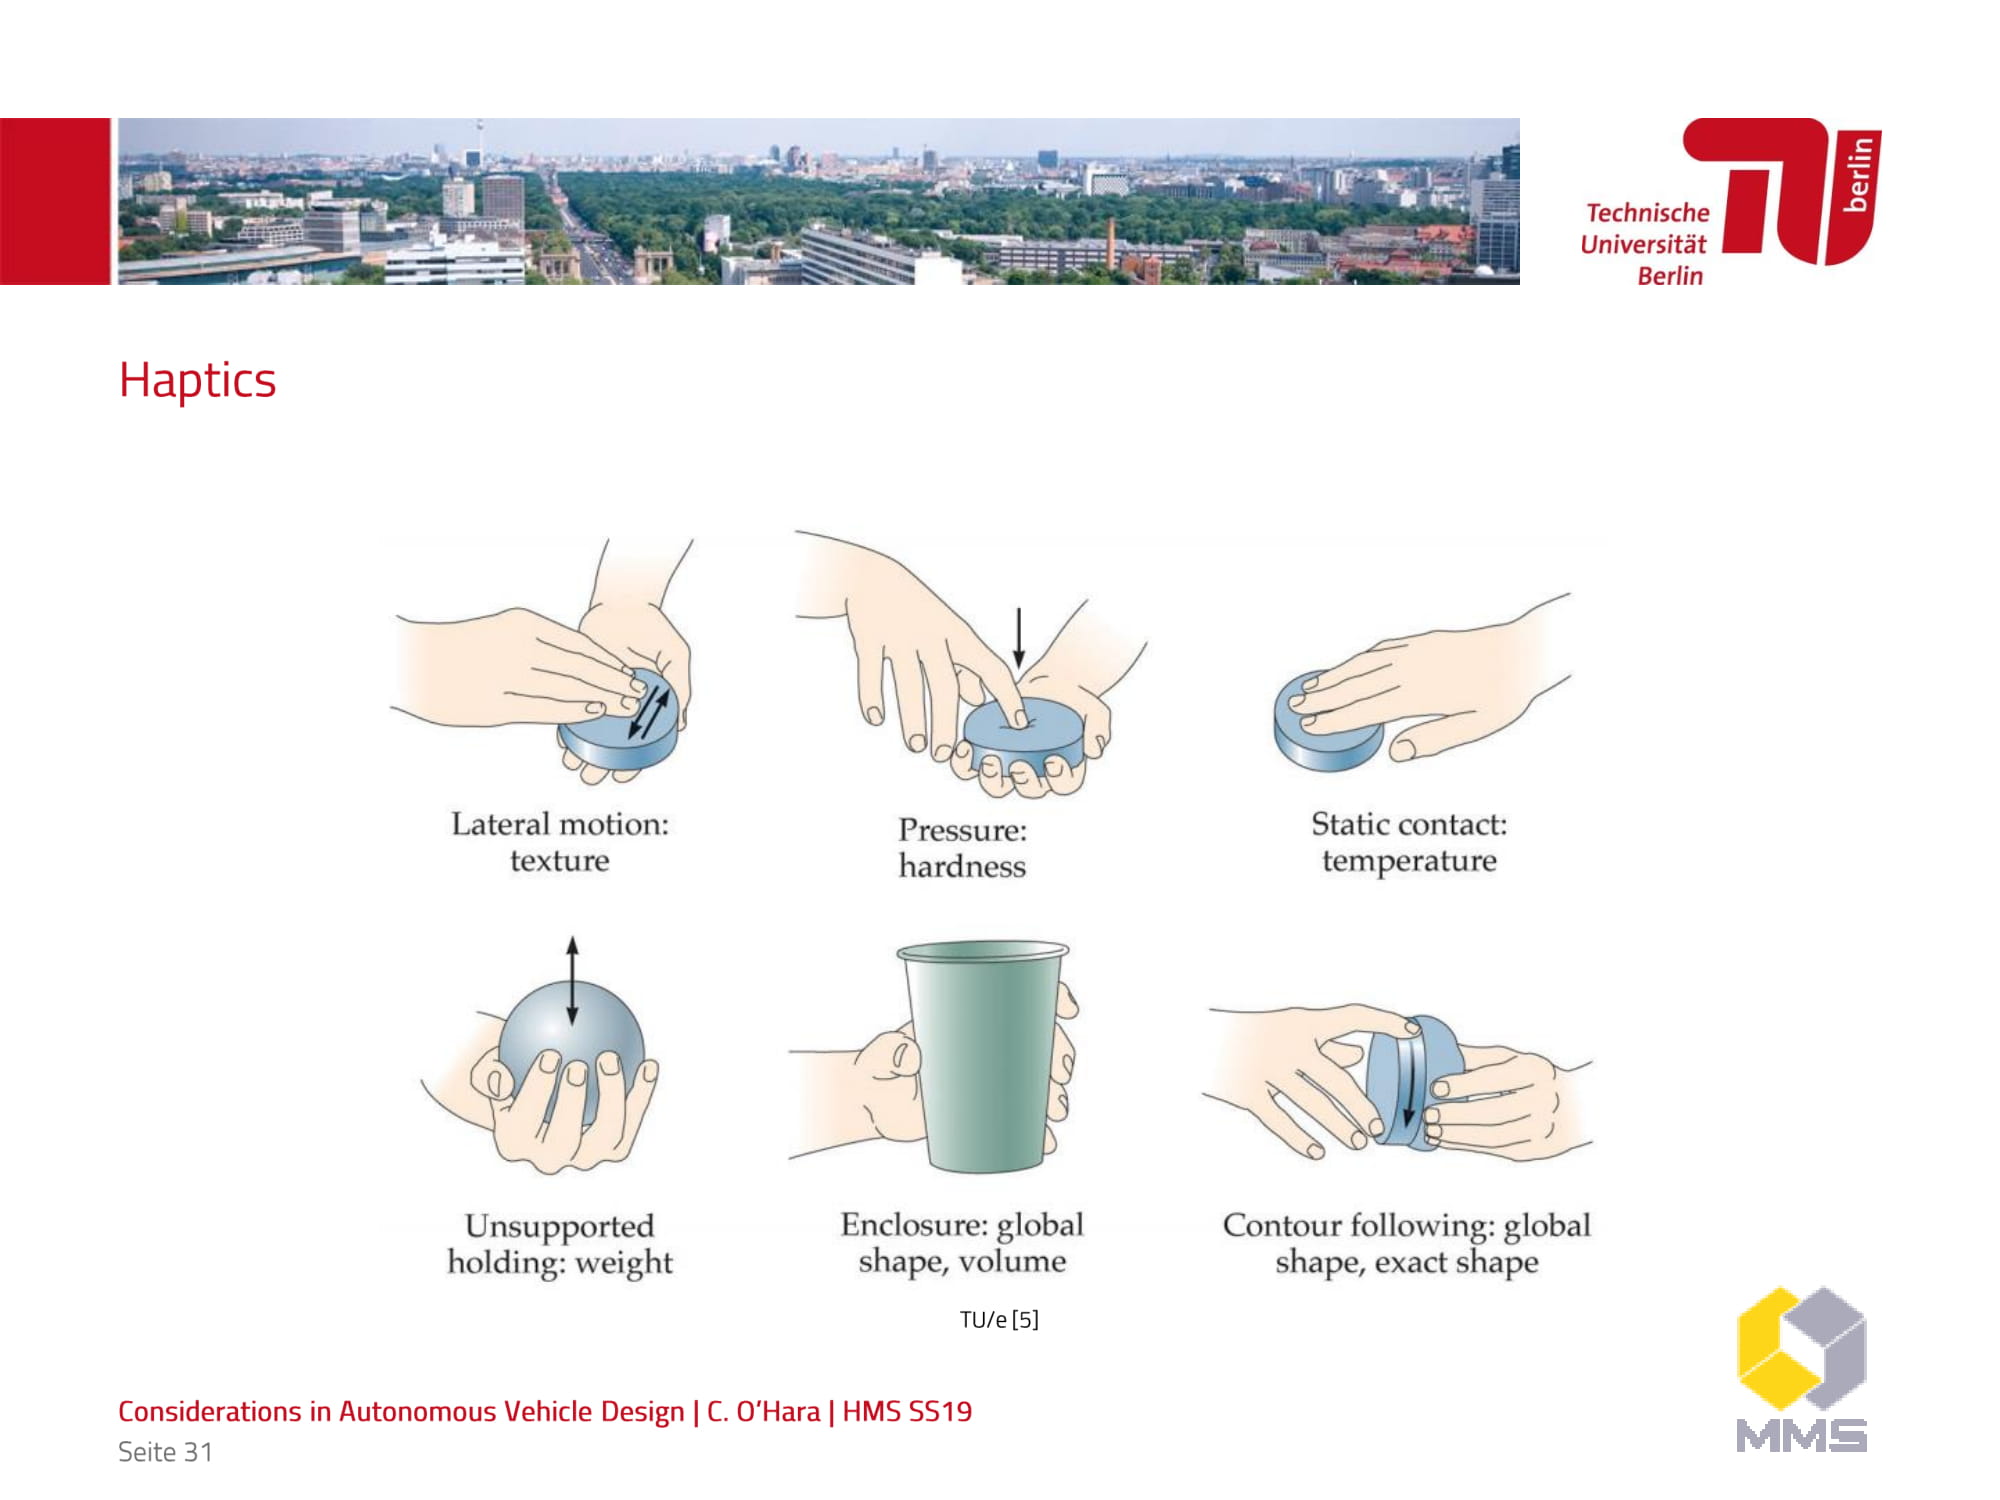 Technische
Universität
Berlin
berlin
Haptics
Lateral motion:
texture
Pressure:
hardness
Static contact:
temperature
Unsupported
holding: weight
Enclosure: global
shape, volume
Contour following: global
shape, exact shape
TU/e [5]
Considerations in Autonomous Vehicle Design | C. O'Hara | HMS SS19
Seite 31
MMS